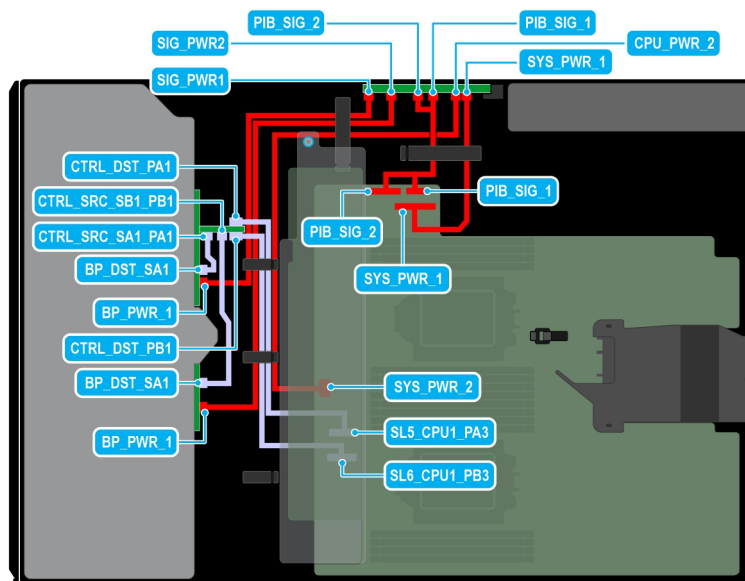 PIB_SIG_2
PIB_SIG_1
SIG_PWR2
CPU_PWR_2
SYS_PWR_1
SIG_PWR1
CTRL_DST_PA1
CTRL_SRC_SB1_PB1
PIB_SIG_1
CTRL_SRC_SA1_PA1
PIB_SIG_2
BP_DST_SA1
SYS_PWR_1
BP_PWR_1
CTRL_DST_PB1
BP_DST_SA1
SYS_PWR_2
SL5_CPU1_PA3
BP_PWR_1
SL6_CPU1_PB3